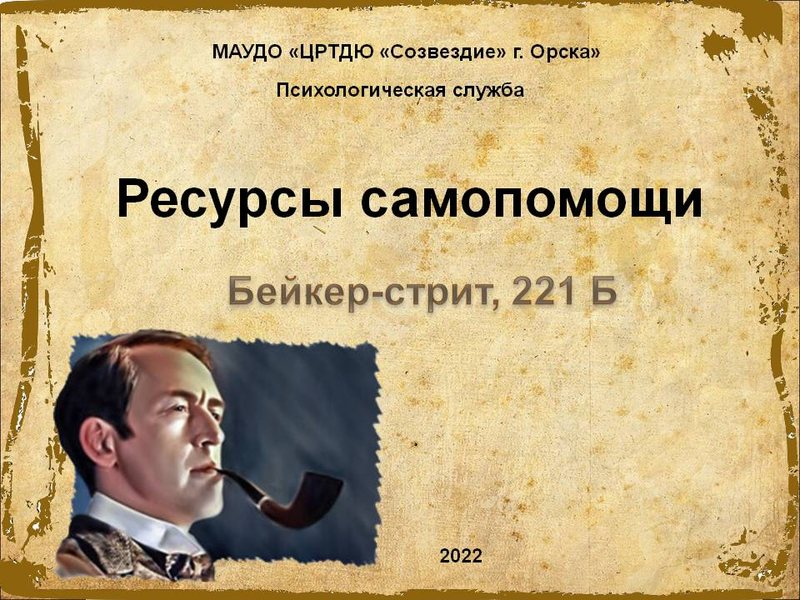 МАУДО «ЦРТДЮ «Созвездие» г. Орска»
Психологическая служба
Ресурсы самопомощи
Бейкер-стрит, 221 Б
2022